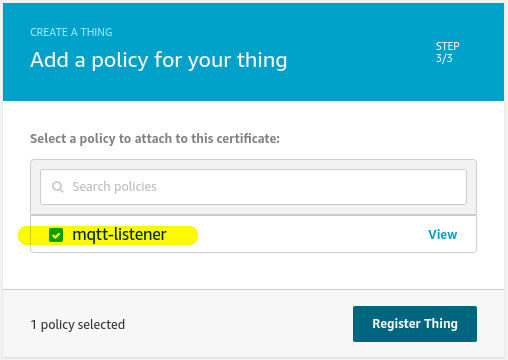 CREATE A THING
Add a policy for your thing
STEP
3/3
Select a policy to attach to this certificate:
Search policies
mqtt-listener
View
1 policy selected
Register Thing